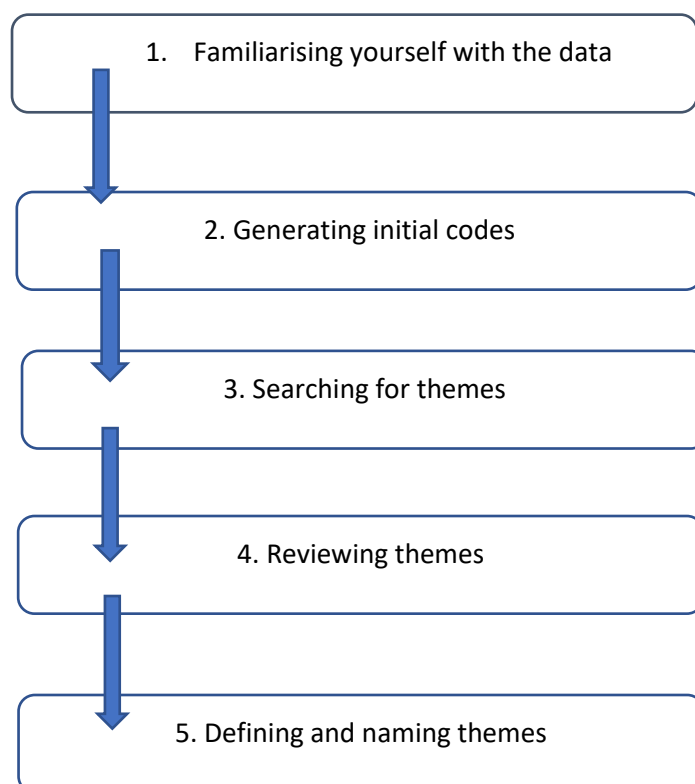 1. Familiarising yourself with the data
2. Generating initial codes
3. Searching for themes
4. Reviewing themes
5. Defining and naming themes